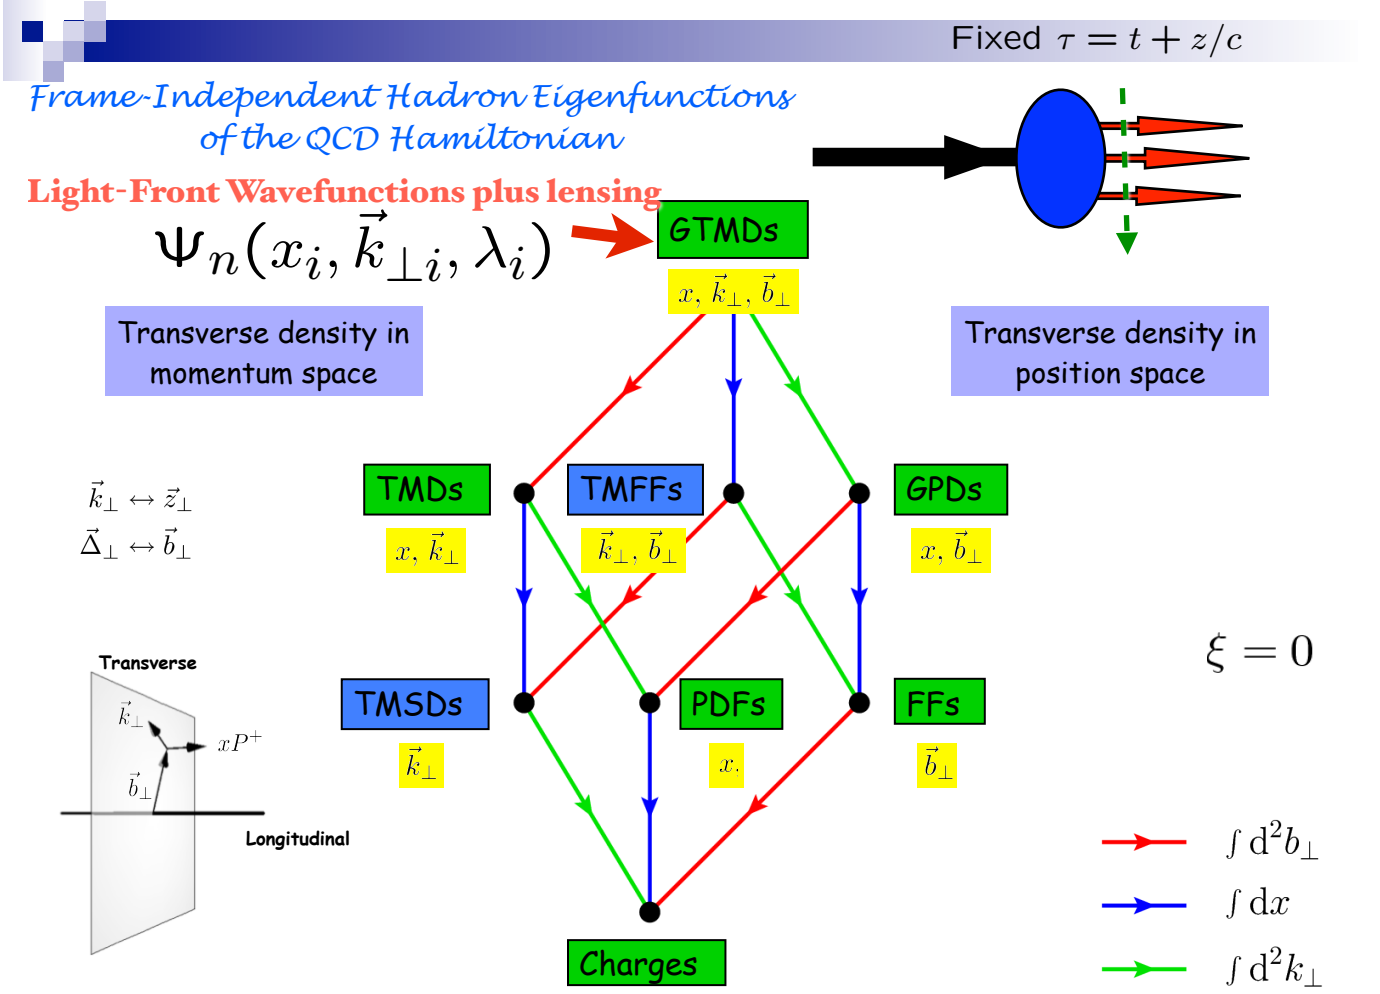 Fixed τ = t + z/c
Frame-Independent Hadron Eigenfunctions
of the QCD Hamiltonian
Light-Front Wavefunctions plus lensing
Ψₙ(xᵢ, k⃗⊥ᵢ, λᵢ)
GTMDs
x, k⃗⊥, b⃗⊥
Transverse density in
momentum space
Transverse density in
position space
TMDs
x, k⃗⊥
TMFFs
k⃗⊥, b⃗⊥
GPDs
x, b⃗⊥
k⃗⊥ ↔ z⃗⊥
Δ⃗⊥ ↔ b⃗⊥
ξ = 0
TMSDs
k⃗⊥
PDFs
x.
FFs
b⃗⊥
Transverse
k⃗⊥
xP⁺
b⃗⊥
Longitudinal
∫ d²b⊥
∫ dx
∫ d²k⊥
Charges